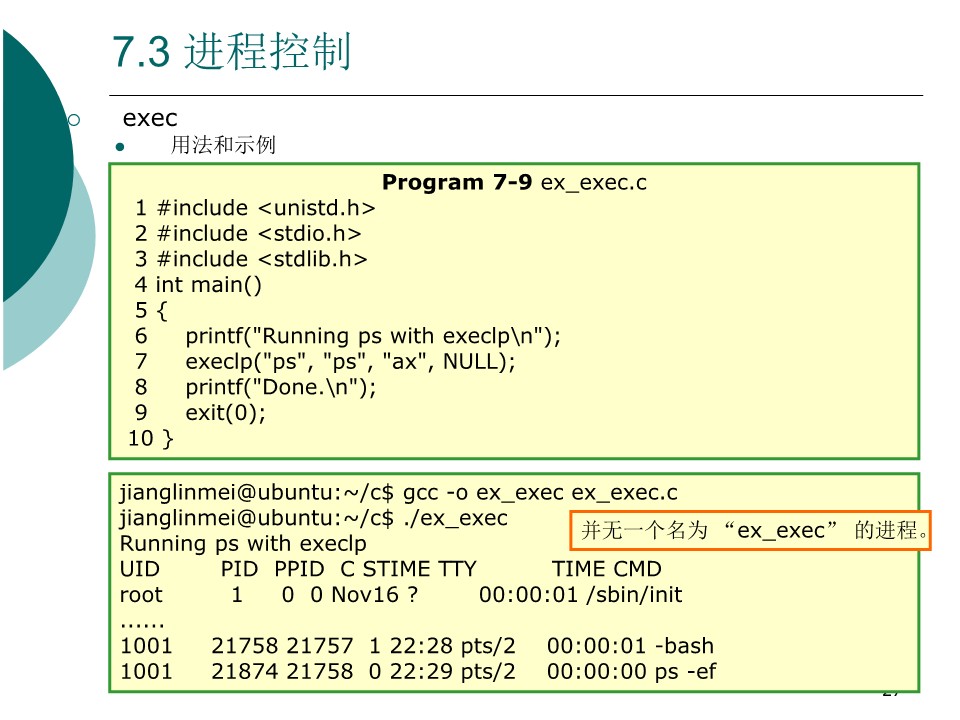 7.3 进程控制
exec
用法和示例
Program 7-9 ex_exec.c
1 #include <unistd.h>
2 #include <stdio.h>
3 #include <stdlib.h>
4 int main()
5 {
6 printf("Running ps with execlp\n");
7 execlp("ps", "ps", "ax", NULL);
8 printf("Done.\n");
9 exit(0);
10 }
jianglinmei@ubuntu:~/c$ gcc -o ex_exec ex_exec.c
jianglinmei@ubuntu:~/c$ ./ex_exec
并无一个名为 “ex_exec” 的进程。
Running ps with execlp
UID PID PPID C STIME TTY TIME CMD
root 1 0 0 Nov16 ? 00:00:01 /sbin/init
......
1001 21758 21757 1 22:28 pts/2 00:00:01 -bash
1001 21874 21758 0 22:29 pts/2 00:00:00 ps -ef